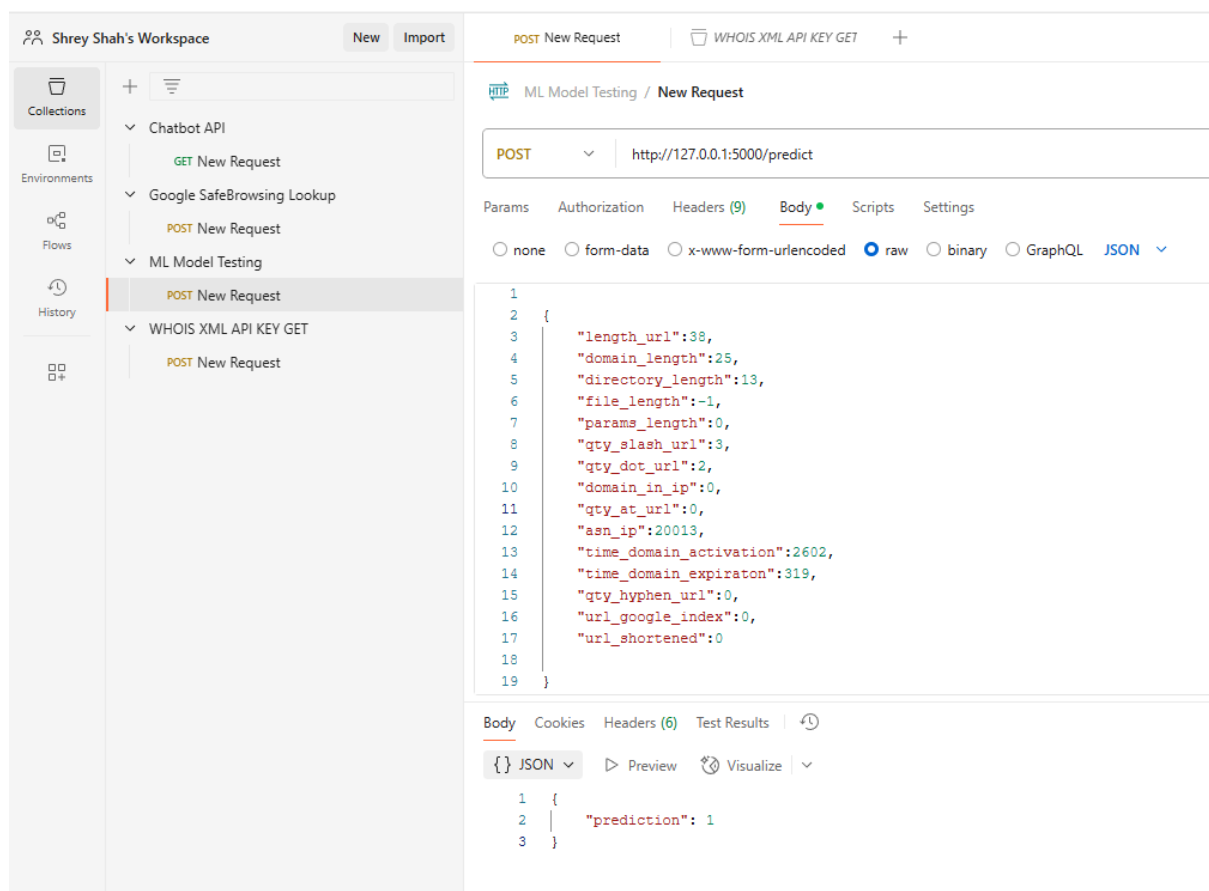 Shrey Shah's Workspace New Import
POST New Request WHOIS XML API KEY GET
Collections
Environments
Flows
History
Chatbot API
GET New Request
Google SafeBrowsing Lookup
POST New Request
ML Model Testing
POST New Request
WHOIS XML API KEY GET
POST New Request
HTTP ML Model Testing / New Request
POST http://127.0.0.1:5000/predict
Params Authorization Headers (9) Body Scripts Settings
none form-data x-www-form-urlencoded raw binary GraphQL JSON
1
2 {
3 "length_url":38,
4 "domain_length":25,
5 "directory_length":13,
6 "file_length":-1,
7 "params_length":0,
8 "qty_slash_url":3,
9 "qty_dot_url":2,
10 "domain_in_ip":0,
11 "qty_at_url":0,
12 "asn_ip":20013,
13 "time_domain_activation":2602,
14 "time_domain_expiraton":319,
15 "qty_hyphen_url":0,
16 "url_google_index":0,
17 "url_shortened":0
18
19 }
Body Cookies Headers (6) Test Results
{} JSON Preview Visualize
1 {
2 "prediction": 1
3 }